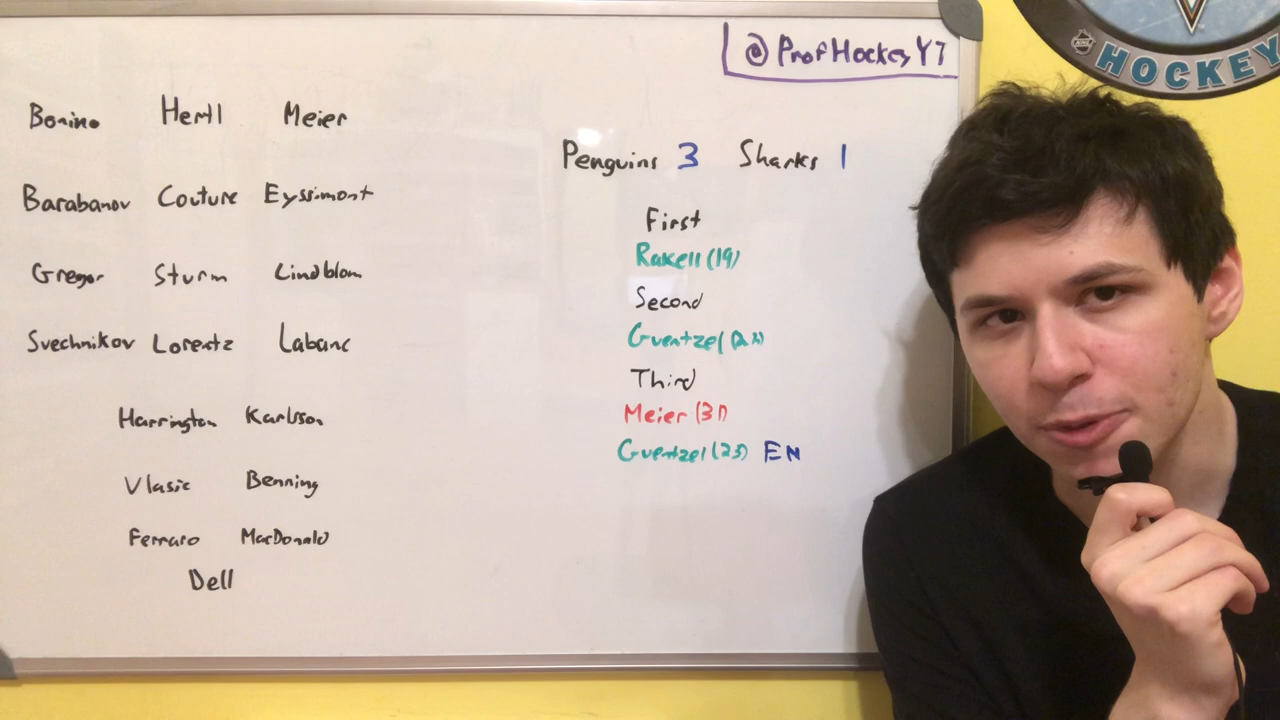 @ProfHockeyYT
HOCKEY
Bonino Hertl Meier
Barabanov Couture Eyssimont
Gregor Sturm Lindblom
Svechnikov Lorentz Labanc
Harrington Karlsson
Vlasic Benning
Ferraro MacDonald
Dell
Penguins 3 Sharks 1
First
Rakell (19)
Second
Guentzel (22)
Third
Meier (31)
Guentzel (23) EN